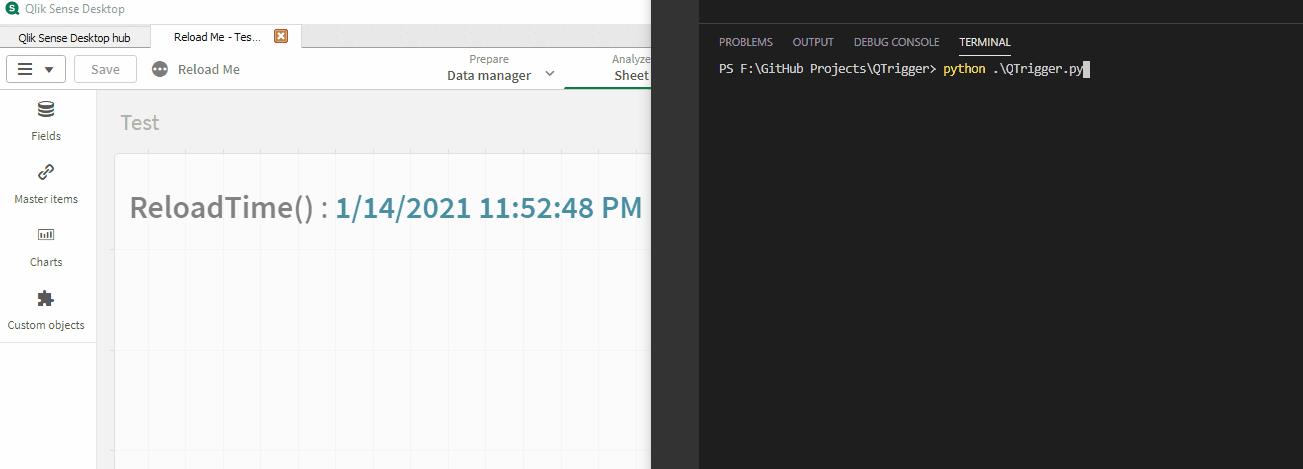 Qlik Sense Desktop
Qlik Sense Desktop hub
Reload Me - Tes...
Save
Reload Me
Prepare
Data manager
Analyze
Sheet
Fields
Master items
Charts
Custom objects
Test
ReloadTime() : 1/14/2021 11:52:48 PM
PROBLEMS OUTPUT DEBUG CONSOLE TERMINAL
PS F:\GitHub Projects\QTrigger> python .\QTrigger.py